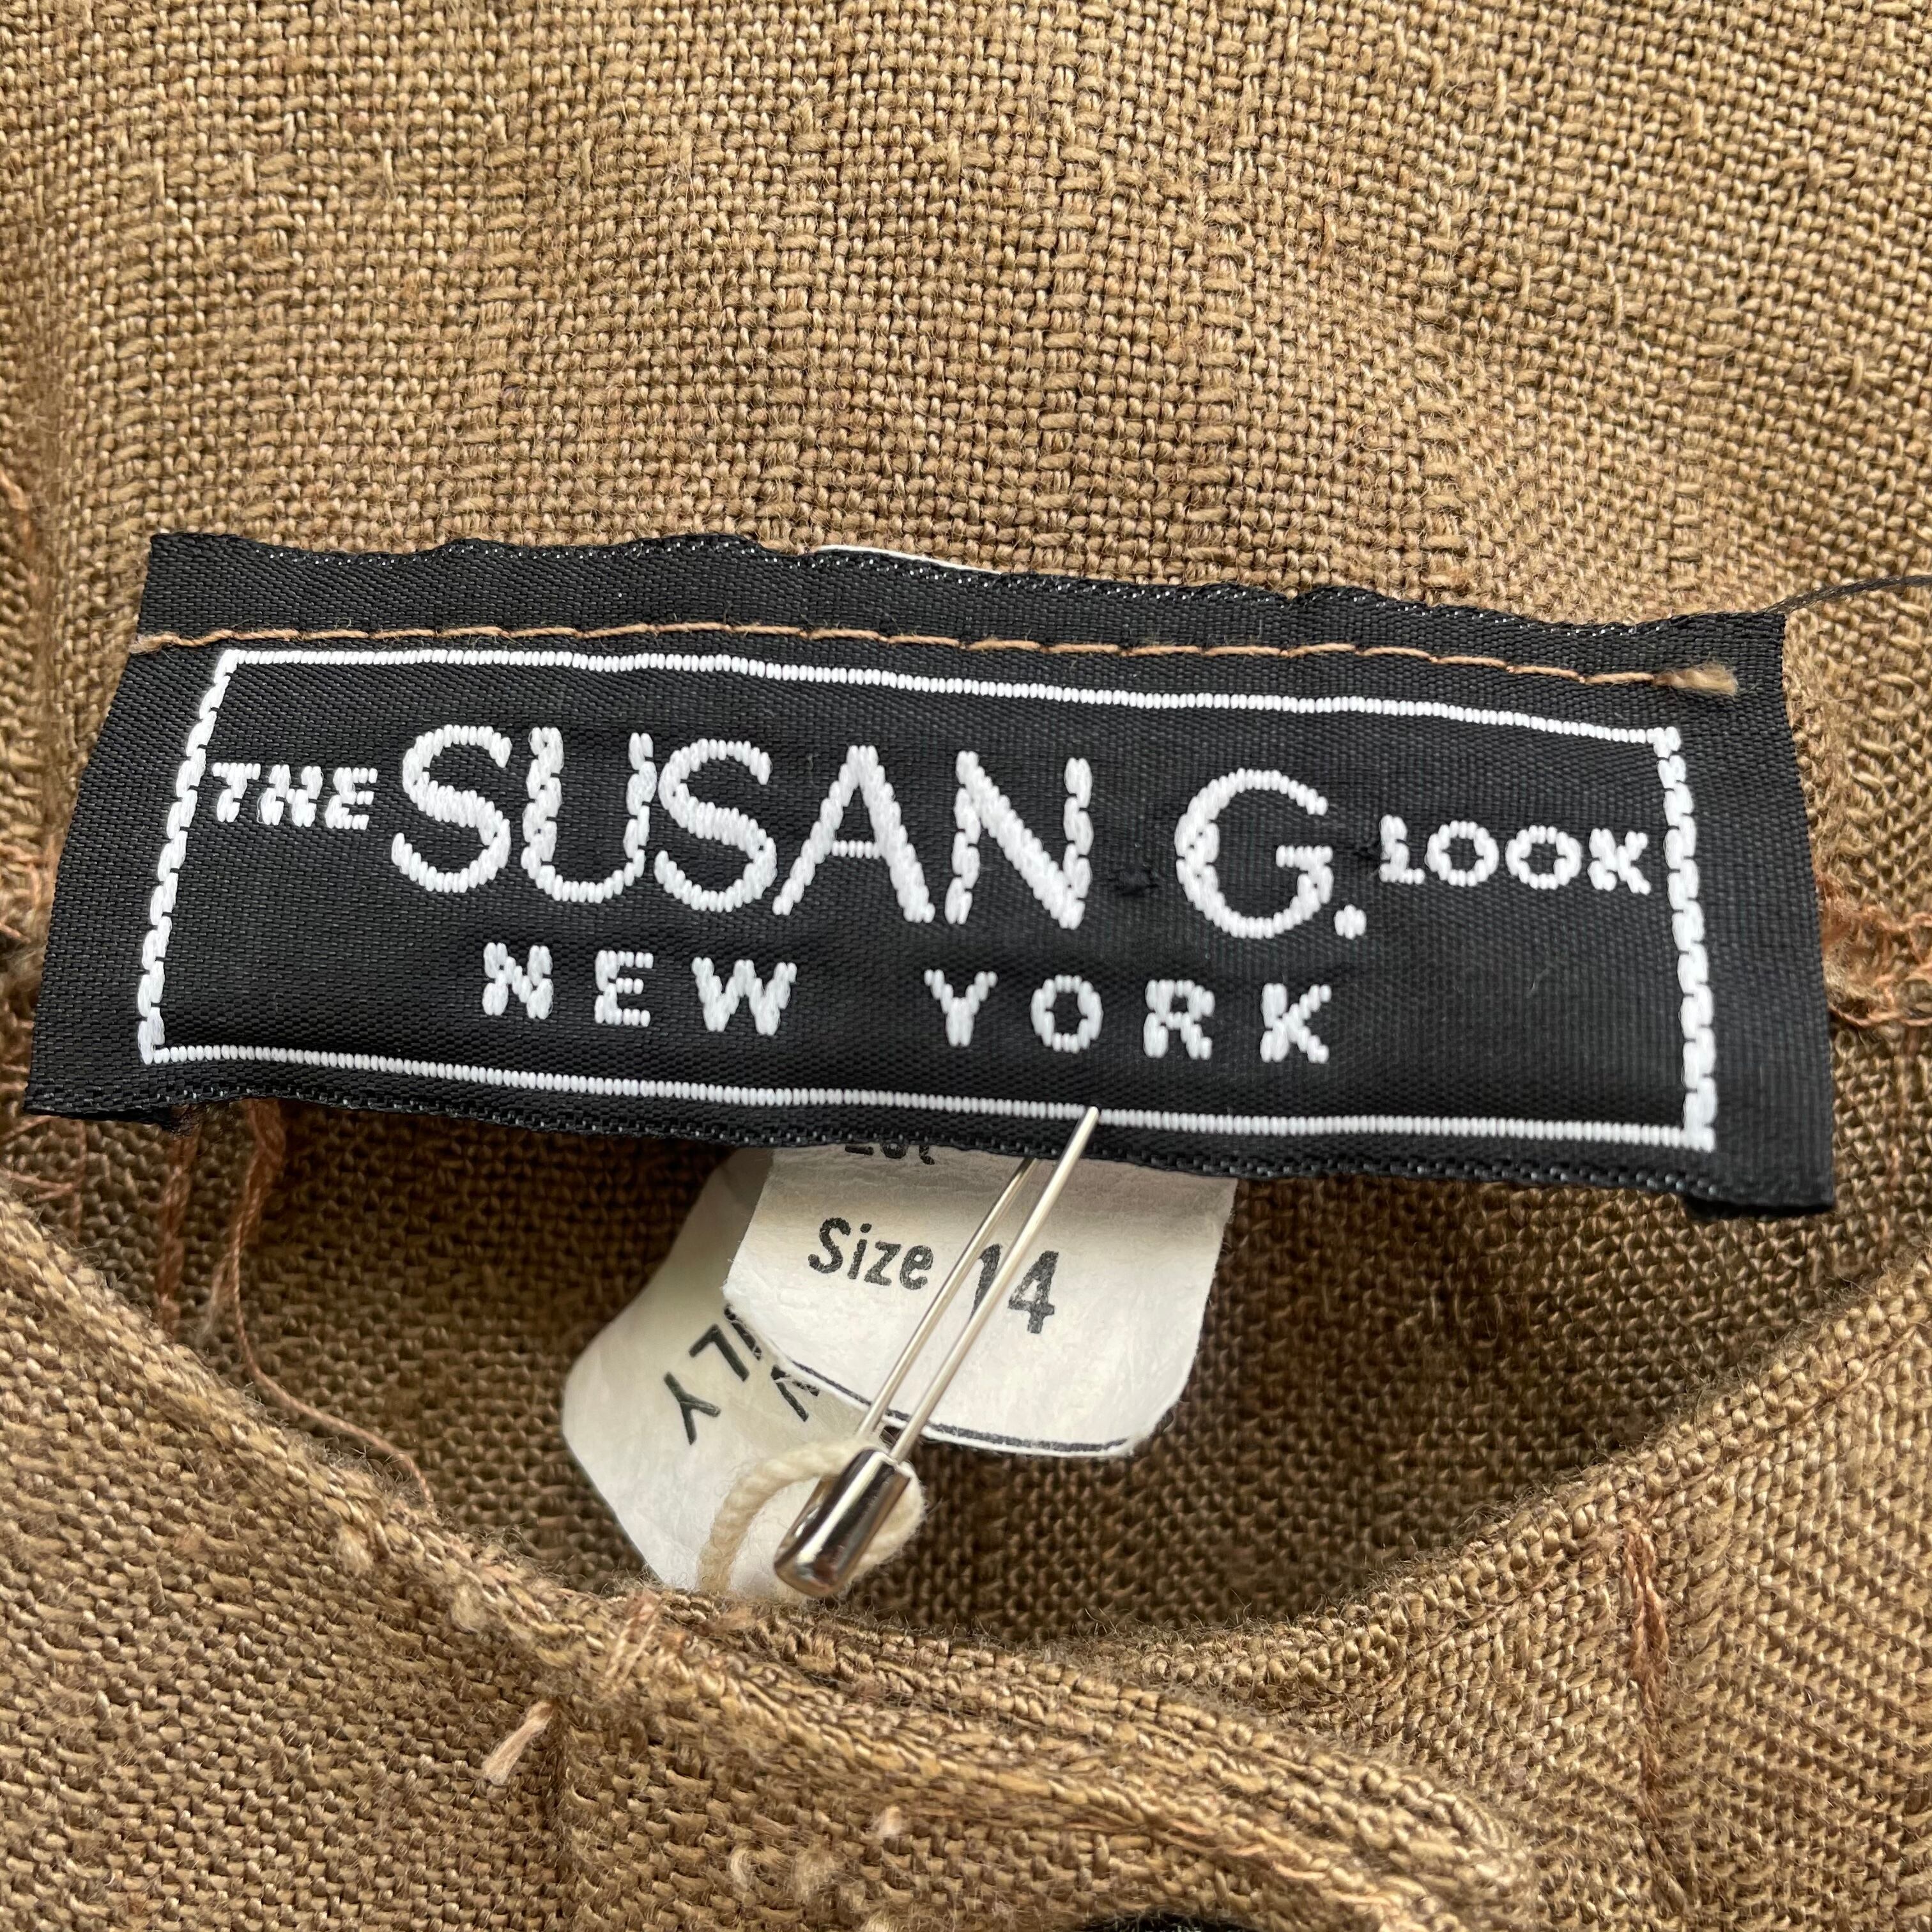 THE SUSAN G. LOOK
NEW YORK
Size 14